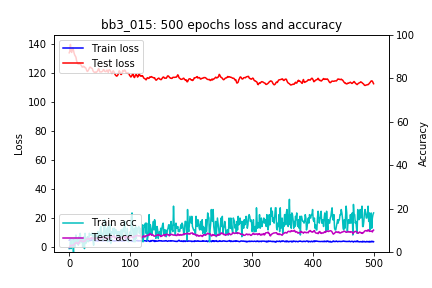 bb3_015: 500 epochs loss and accuracy
140
120
100
80
60
40
20
0
Loss
Train loss
Test loss
Train acc
Test acc
0
100
200
300
400
500
100
80
60
40
20
0
Accuracy